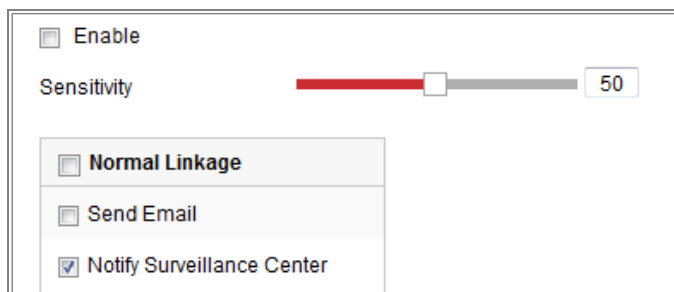 Enable
Sensitivity 50
Normal Linkage
Send Email
Notify Surveillance Center